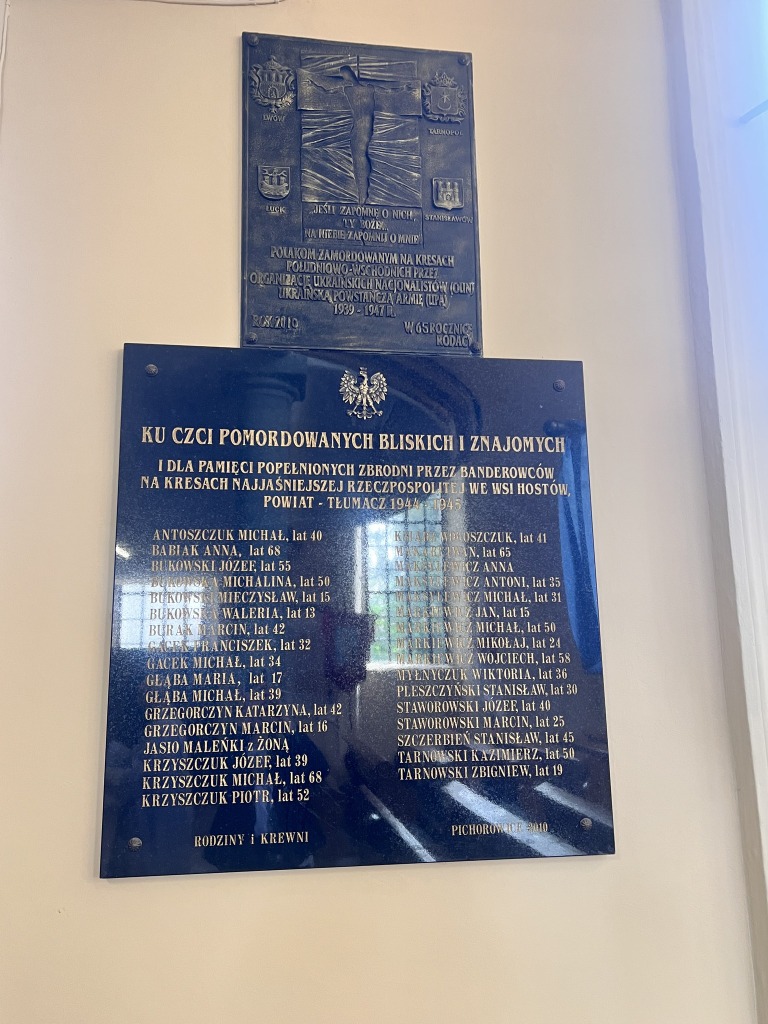 LWÓW
TARNOPOL
ŁUCK
STANISŁAWÓW
„JEŚLI ZAPOMNĘ O NICH,
TY BOŻE...
NA NIEBIE ZAPOMNIJ O MNIE
POLAKOM ZAMORDOWANYM NA KRESACH
POŁUDNIOWO-WSCHODNICH PRZEZ
ORGANIZACJĘ UKRAIŃSKICH NACJONALISTÓW (OUN)
UKRAIŃSKĄ POWSTAŃCZĄ ARMIĘ (UPA)
1939 - 1947 R.
ROK 2010
W 65 ROCZNICĘ
RODACY
KU CZCI POMORDOWANYCH BLISKICH I ZNAJOMYCH
I DLA PAMIĘCI POPEŁNIONYCH ZBRODNI PRZEZ BANDEROWCÓW
NA KRESACH NAJJAŚNIEJSZEJ RZECZPOSPOLITEJ WE WSI HOSTÓW,
POWIAT - TŁUMACZ 1944 - 1945
ANTOSZCZUK MICHAŁ, lat 40
BABIAK ANNA, lat 68
BUKOWSKI JÓZEF, lat 55
BUKOWSKA MICHALINA, lat 50
BUKOWSKI MIECZYSŁAW, lat 15
BUKOWSKA WALERIA, lat 13
BURAK MARCIN, lat 42
GACEK FRANCISZEK, lat 32
GACEK MICHAŁ, lat 34
GŁĄBA MARIA, lat 17
GŁĄBA MICHAŁ, lat 39
GRZEGORCZYN KATARZYNA, lat 42
GRZEGORCZYN MARCIN, lat 16
JASIO MALEŃKI z ŻONĄ
KRZYSZCZUK JÓZEF, lat 39
KRZYSZCZUK MICHAŁ, lat 68
KRZYSZCZUK PIOTR, lat 52
lat 41
IWAN, lat 65
ANNA
ANTONI, lat 35
MICHAŁ, lat 31
MARKIEWICZ JAN, lat 15
MARKIEWICZ MICHAŁ, lat 50
MARKIEWICZ MIKOŁAJ, lat 24
MARKIEWICZ WOJCIECH, lat 58
MYŁNYCZUK WIKTORIA, lat 36
PLESZCZYŃSKI STANISŁAW, lat 30
STAWOROWSKI JÓZEF, lat 40
STAWOROWSKI MARCIN, lat 25
SZCZERBIEŃ STANISŁAW, lat 45
TARNOWSKI KAZIMIERZ, lat 50
TARNOWSKI ZBIGNIEW, lat 19
RODZINY i KREWNI
PICHOROWICE 2010